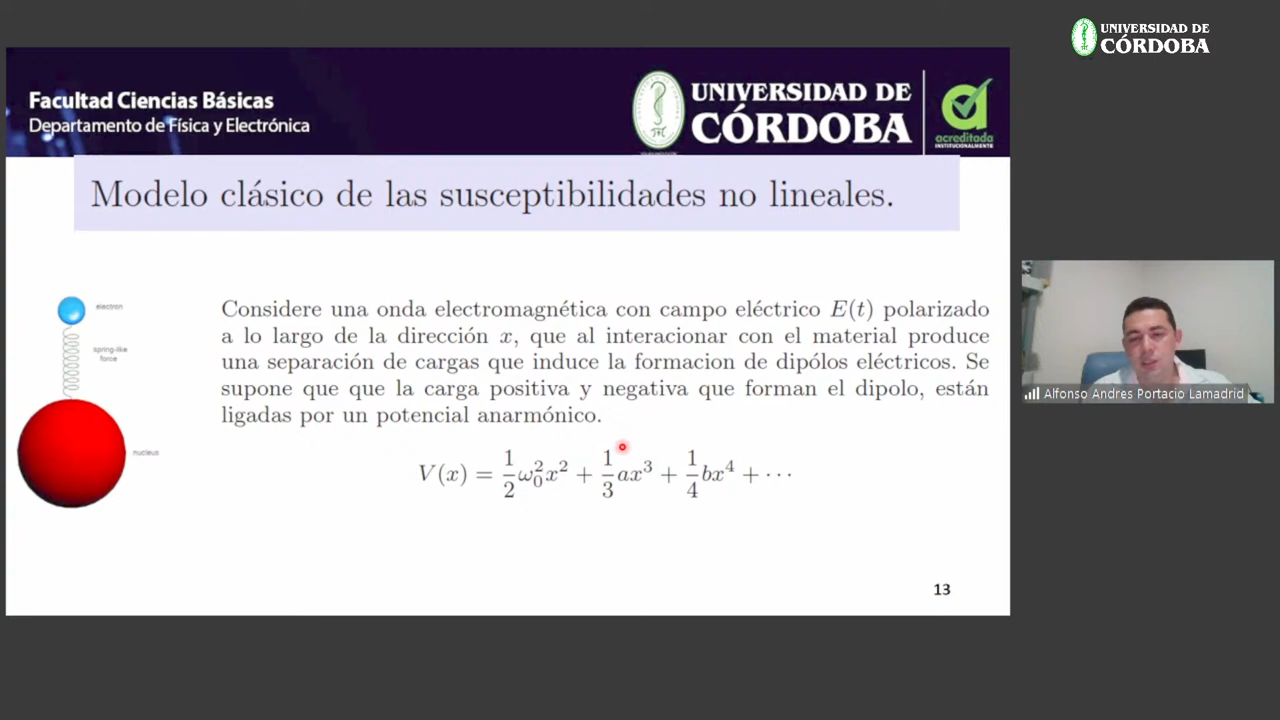 UNIVERSIDAD DE
CÓRDOBA
Facultad Ciencias Básicas
Departamento de Física y Electrónica
UNIVERSIDAD DE
CÓRDOBA
acreditada
INSTITUCIONALMENTE
Modelo clásico de las susceptibilidades no lineales.
electron
spring-like
force
nucleus
Considere una onda electromagnética con campo eléctrico E(t) polarizado
a lo largo de la dirección x, que al interacionar con el material produce
una separación de cargas que induce la formacion de dipólos eléctricos. Se
supone que que la carga positiva y negativa que forman el dipolo, están
ligadas por un potencial anarmónico.
V(x) = 1/2 ω₀²x² + 1/3 ax³ + 1/4 bx⁴ + ···
13
Alfonso Andres Portacio Lamadrid